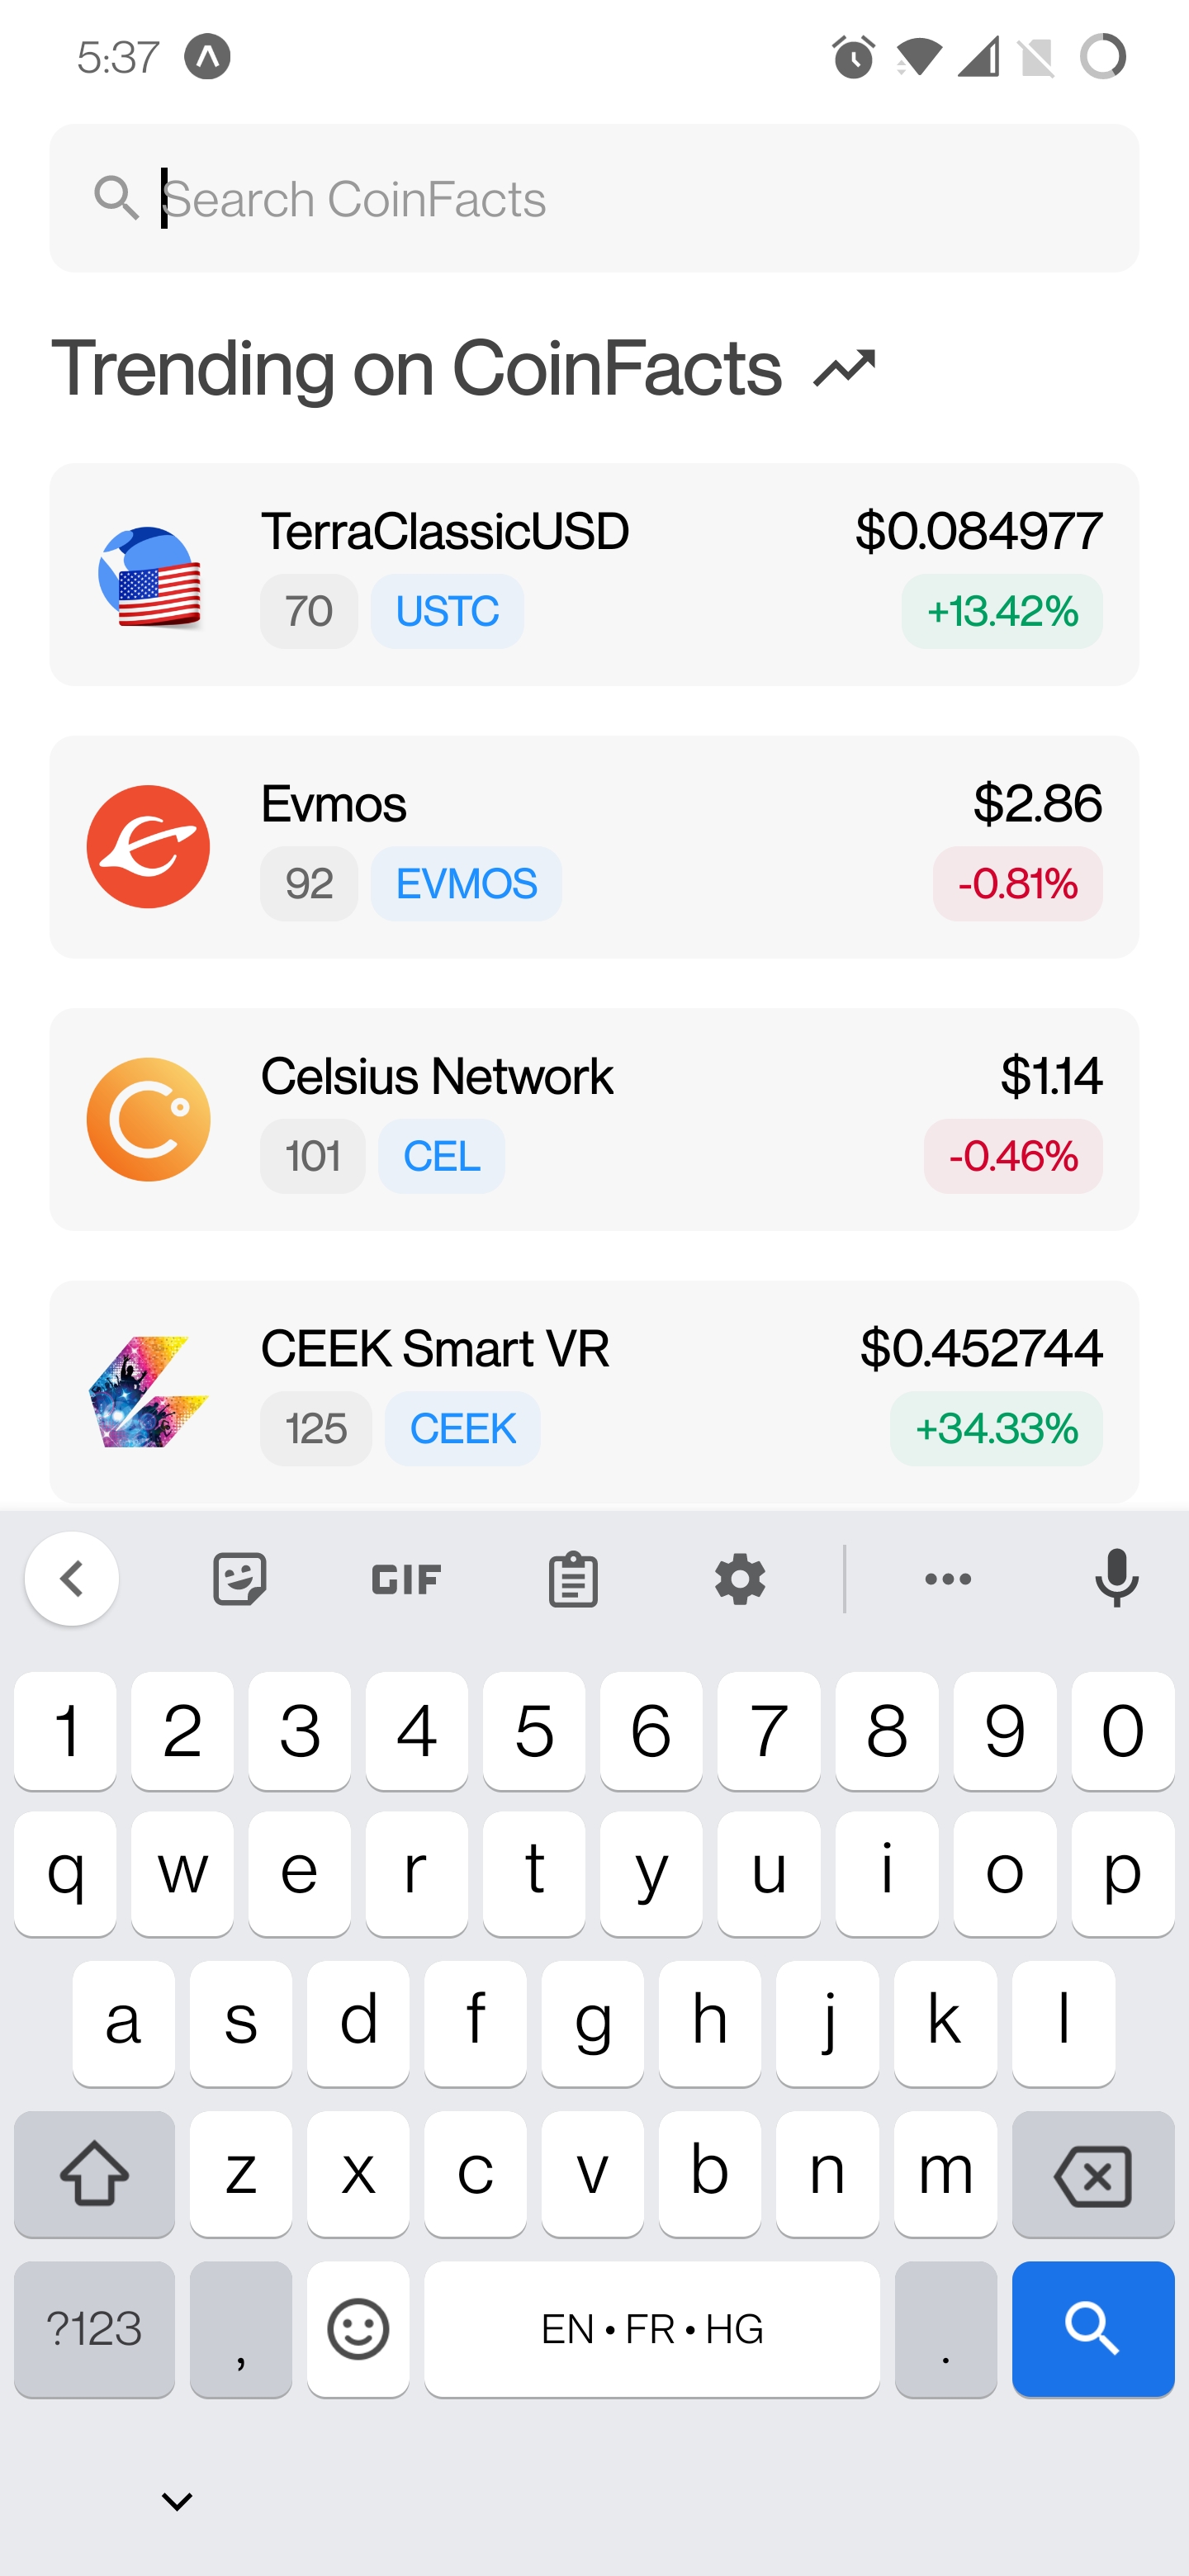 5:37
Search CoinFacts
Trending on CoinFacts
TerraClassicUSD $0.084977
70 USTC +13.42%
Evmos $2.86
92 EVMOS -0.81%
Celsius Network $1.14
101 CEL -0.46%
CEEK Smart VR $0.452744
125 CEEK +34.33%
GIF
1 2 3 4 5 6 7 8 9 0
q w e r t y u i o p
a s d f g h j k l
z x c v b n m
?123 , EN • FR • HG .